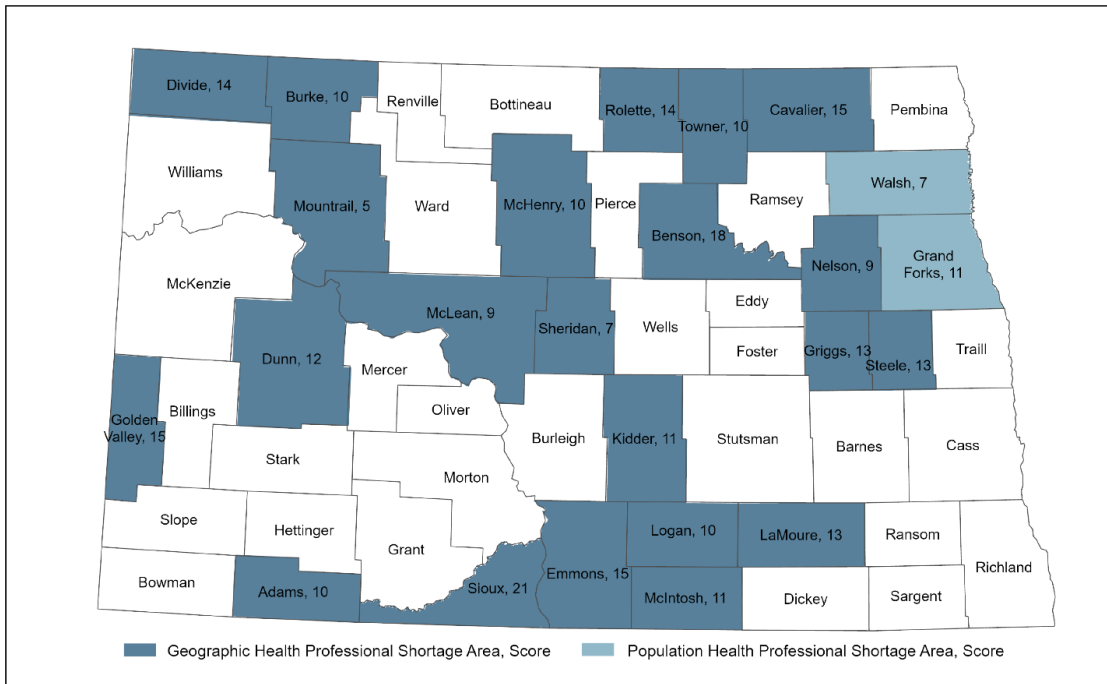 Divide, 14
Burke, 10
Renville
Bottineau
Rolette, 14
Towner, 10
Cavalier, 15
Pembina
Williams
Mountrail, 5
Ward
McHenry, 10
Pierce
Benson, 18
Ramsey
Walsh, 7
Nelson, 9
Grand
Forks, 11
McKenzie
McLean, 9
Sheridan, 7
Wells
Eddy
Foster
Griggs, 13
Steele, 13
Traill
Dunn, 12
Mercer
Oliver
Golden
Valley, 15
Billings
Stark
Morton
Burleigh
Kidder, 11
Stutsman
Barnes
Cass
Slope
Hettinger
Grant
Bowman
Adams, 10
Sioux, 21
Emmons, 15
Logan, 10
LaMoure, 13
McIntosh, 11
Dickey
Ransom
Sargent
Richland
Geographic Health Professional Shortage Area, Score
Population Health Professional Shortage Area, Score